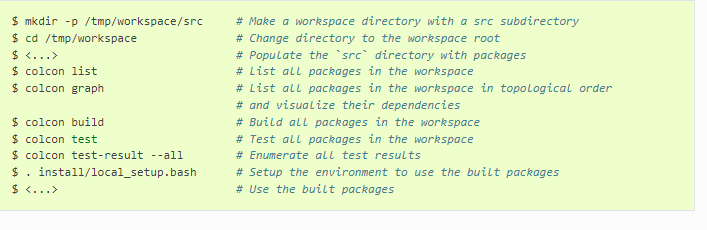 $ mkdir -p /tmp/workspace/src     # Make a workspace directory with a src subdirectory
$ cd /tmp/workspace               # Change directory to the workspace root
$ <...>                           # Populate the `src` directory with packages
$ colcon list                     # List all packages in the workspace
$ colcon graph                    # List all packages in the workspace in topological order
                                  # and visualize their dependencies
$ colcon build                    # Build all packages in the workspace
$ colcon test                     # Test all packages in the workspace
$ colcon test-result --all        # Enumerate all test results
$ . install/local_setup.bash      # Setup the environment to use the built packages
$ <...>                           # Use the built packages